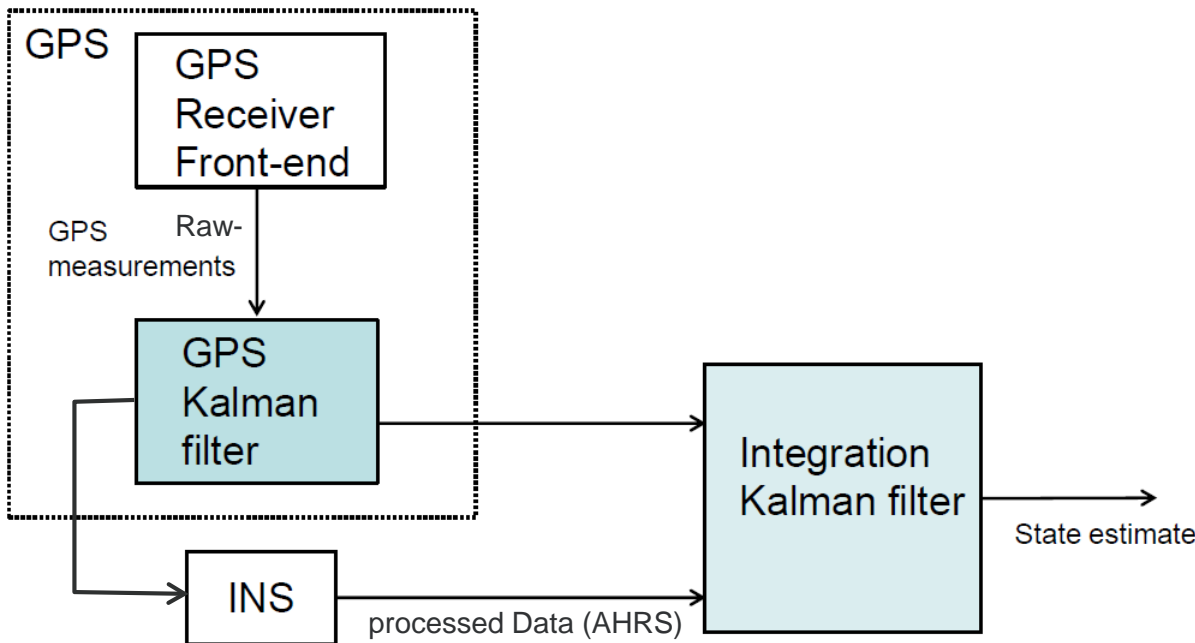 GPS
GPS
Receiver
Front-end
GPS Raw-
measurements
GPS
Kalman
filter
Integration
Kalman filter
State estimate
INS
processed Data (AHRS)